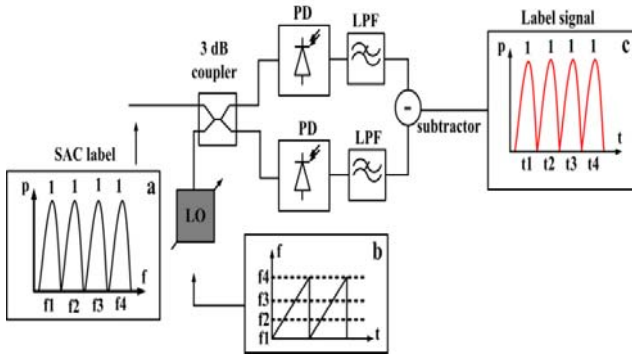 PD
LPF
3 dB
coupler
Label signal
1 1 1 1
c
p
t
t1 t2 t3 t4
-
subtractor
SAC label
1 1 1 1
a
p
f
f1 f2 f3 f4
LO
PD
LPF
f
b
f4
f3
f2
f1
t